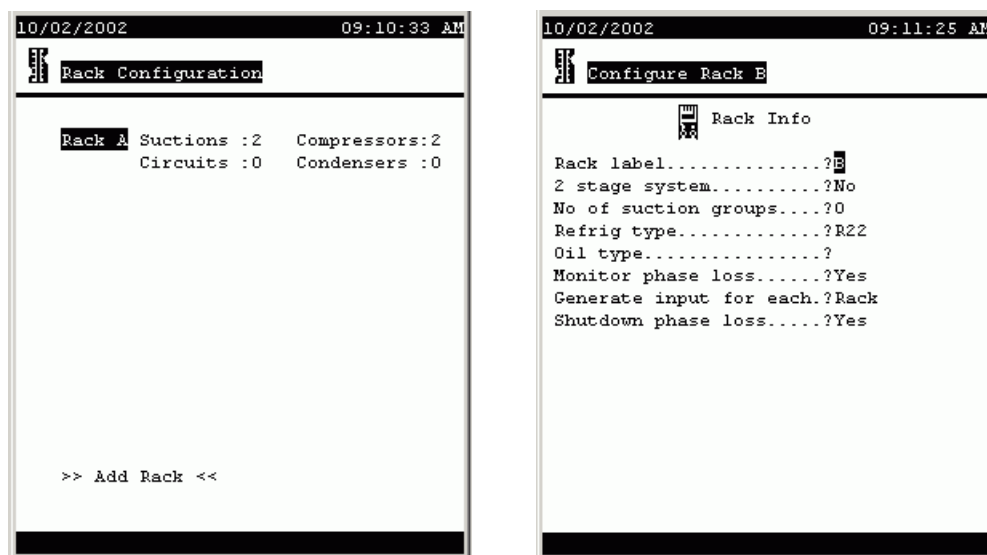 10/02/2002 09:10:33 AM
Rack Configuration
Rack A Suctions :2 Compressors:2
Circuits :0 Condensers :0
>> Add Rack <<
10/02/2002 09:11:25 AM
Configure Rack B
Rack Info
Rack label..............?B
2 stage system..........?No
No of suction groups....?0
Refrig type.............?R22
Oil type................?
Monitor phase loss......?Yes
Generate input for each.?Rack
Shutdown phase loss.....?Yes